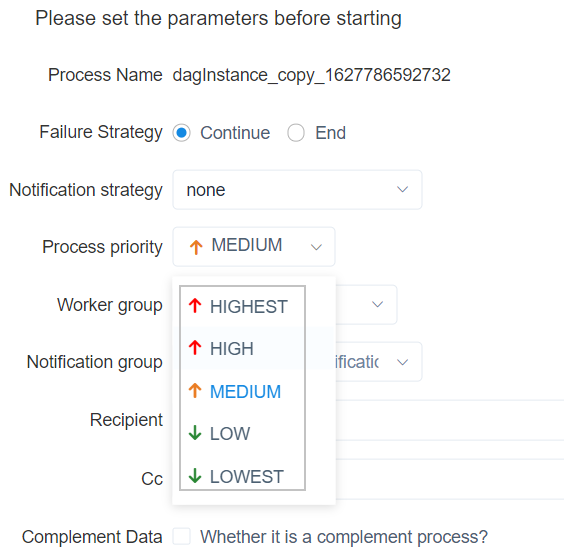 Please set the parameters before starting
Process Name dagInstance_copy_1627786592732
Failure Strategy Continue End
Notification strategy none
Process priority MEDIUM
Worker group
HIGHEST
HIGH
Notification group
MEDIUM
Recipient
LOW
Cc
LOWEST
Complement Data Whether it is a complement process?